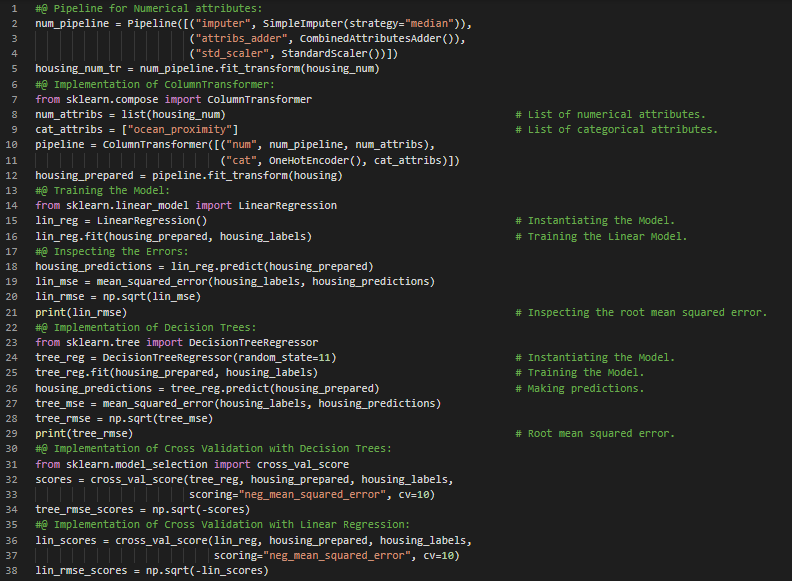 1 #@ Pipeline for Numerical attributes:
2 num_pipeline = Pipeline([("imputer", SimpleImputer(strategy="median")),
3 ("attribs_adder", CombinedAttributesAdder()),
4 ("std_scaler", StandardScaler())])
5 housing_num_tr = num_pipeline.fit_transform(housing_num)
6 #@ Implementation of ColumnTransformer:
7 from sklearn.compose import ColumnTransformer
8 num_attribs = list(housing_num) # List of numerical attributes.
9 cat_attribs = ["ocean_proximity"] # List of categorical attributes.
10 pipeline = ColumnTransformer([("num", num_pipeline, num_attribs),
11 ("cat", OneHotEncoder(), cat_attribs)])
12 housing_prepared = pipeline.fit_transform(housing)
13 #@ Training the Model:
14 from sklearn.linear_model import LinearRegression
15 lin_reg = LinearRegression() # Instantiating the Model.
16 lin_reg.fit(housing_prepared, housing_labels) # Training the Linear Model.
17 #@ Inspecting the Errors:
18 housing_predictions = lin_reg.predict(housing_prepared)
19 lin_mse = mean_squared_error(housing_labels, housing_predictions)
20 lin_rmse = np.sqrt(lin_mse)
21 print(lin_rmse) # Inspecting the root mean squared error.
22 #@ Implementation of Decision Trees:
23 from sklearn.tree import DecisionTreeRegressor
24 tree_reg = DecisionTreeRegressor(random_state=11) # Instantiating the Model.
25 tree_reg.fit(housing_prepared, housing_labels) # Training the Model.
26 housing_predictions = tree_reg.predict(housing_prepared) # Making predictions.
27 tree_mse = mean_squared_error(housing_labels, housing_predictions)
28 tree_rmse = np.sqrt(tree_mse)
29 print(tree_rmse) # Root mean squared error.
30 #@ Implementation of Cross Validation with Decision Trees:
31 from sklearn.model_selection import cross_val_score
32 scores = cross_val_score(tree_reg, housing_prepared, housing_labels,
33 scoring="neg_mean_squared_error", cv=10)
34 tree_rmse_scores = np.sqrt(-scores)
35 #@ Implementation of Cross Validation with Linear Regression:
36 lin_scores = cross_val_score(lin_reg, housing_prepared, housing_labels,
37 scoring="neg_mean_squared_error", cv=10)
38 lin_rmse_scores = np.sqrt(-lin_scores)